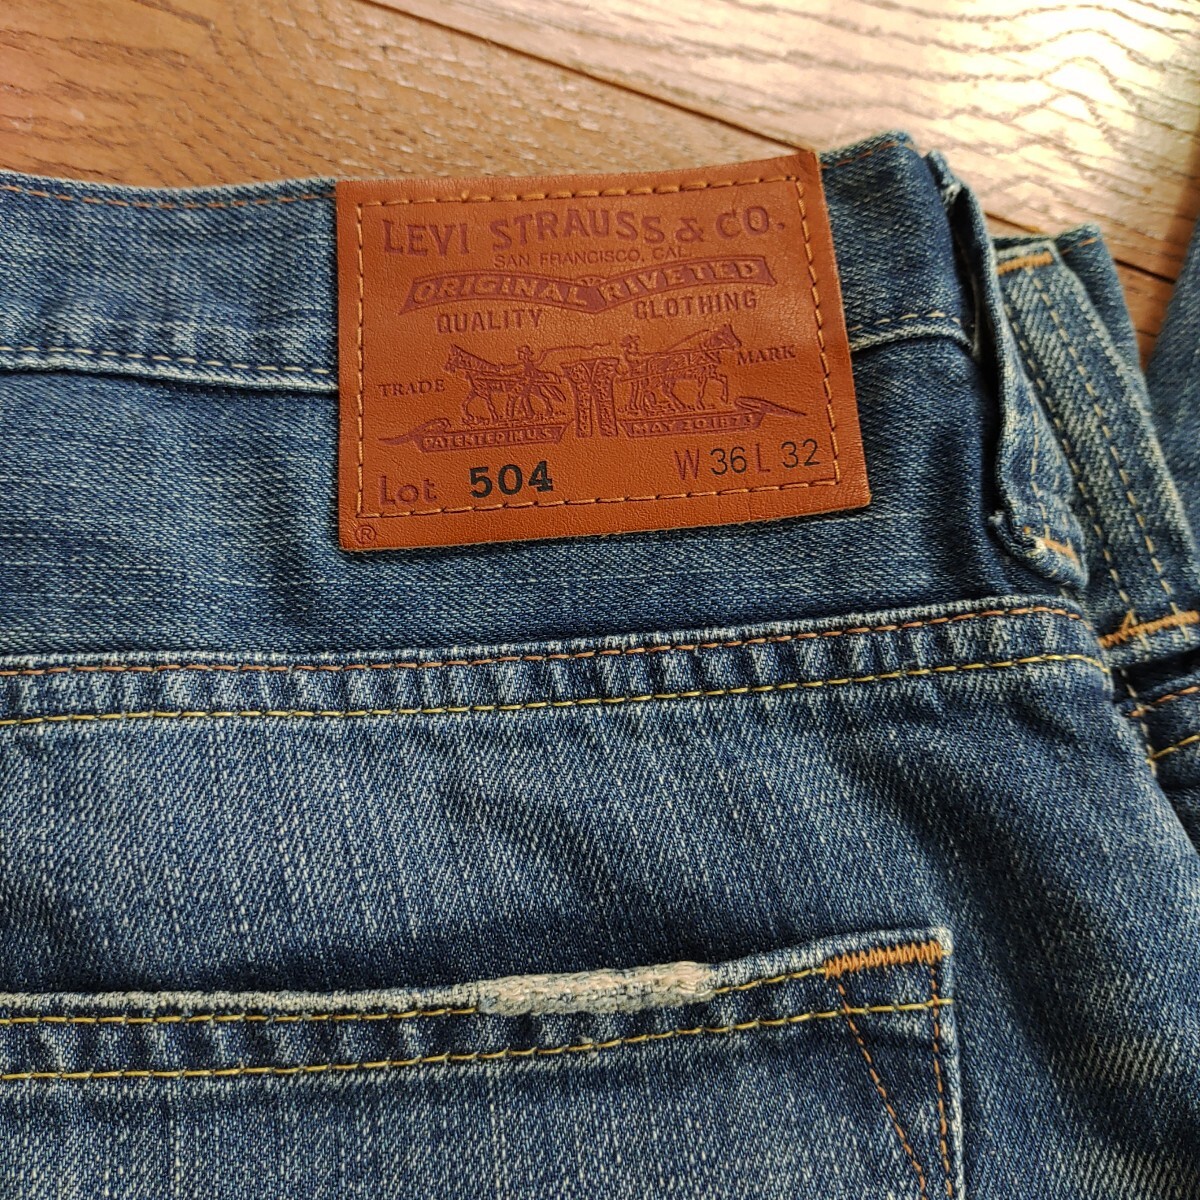 LEVI STRAUSS & CO.
SAN FRANCISCO, CAL.
ORIGINAL RIVETED
QUALITY CLOTHING
TRADE MARK
PATENTED IN U.S. MAY 20 1873
Lot 504 W 36 L 32
®